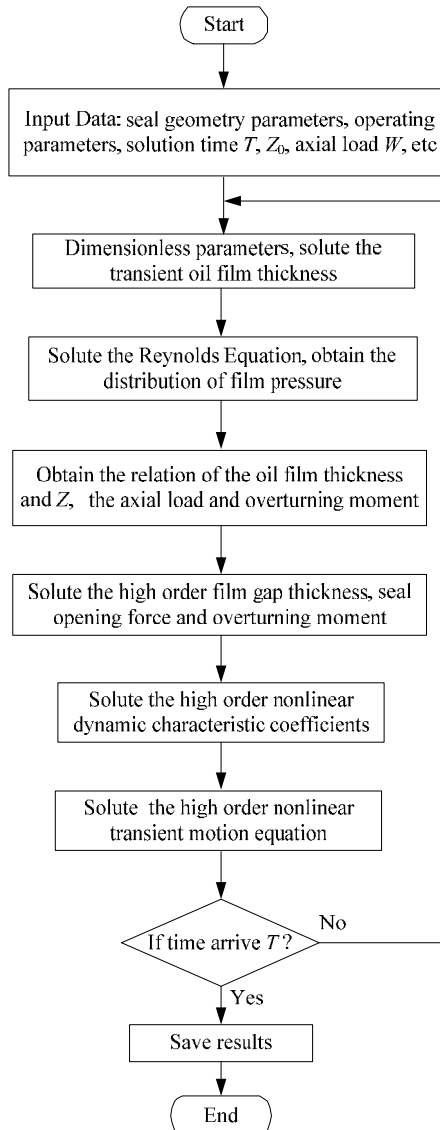 Start
Input Data: seal geometry parameters, operating
parameters, solution time T, Z0, axial load W, etc
Dimensionless parameters, solute the
transient oil film thickness
Solute the Reynolds Equation, obtain the
distribution of film pressure
Obtain the relation of the oil film thickness
and Z, the axial load and overturning moment
Solute the high order film gap thickness, seal
opening force and overturning moment
Solute the high order nonlinear
dynamic characteristic coefficients
Solute the high order nonlinear
transient motion equation
If time arrive T?
No
Yes
Save results
End